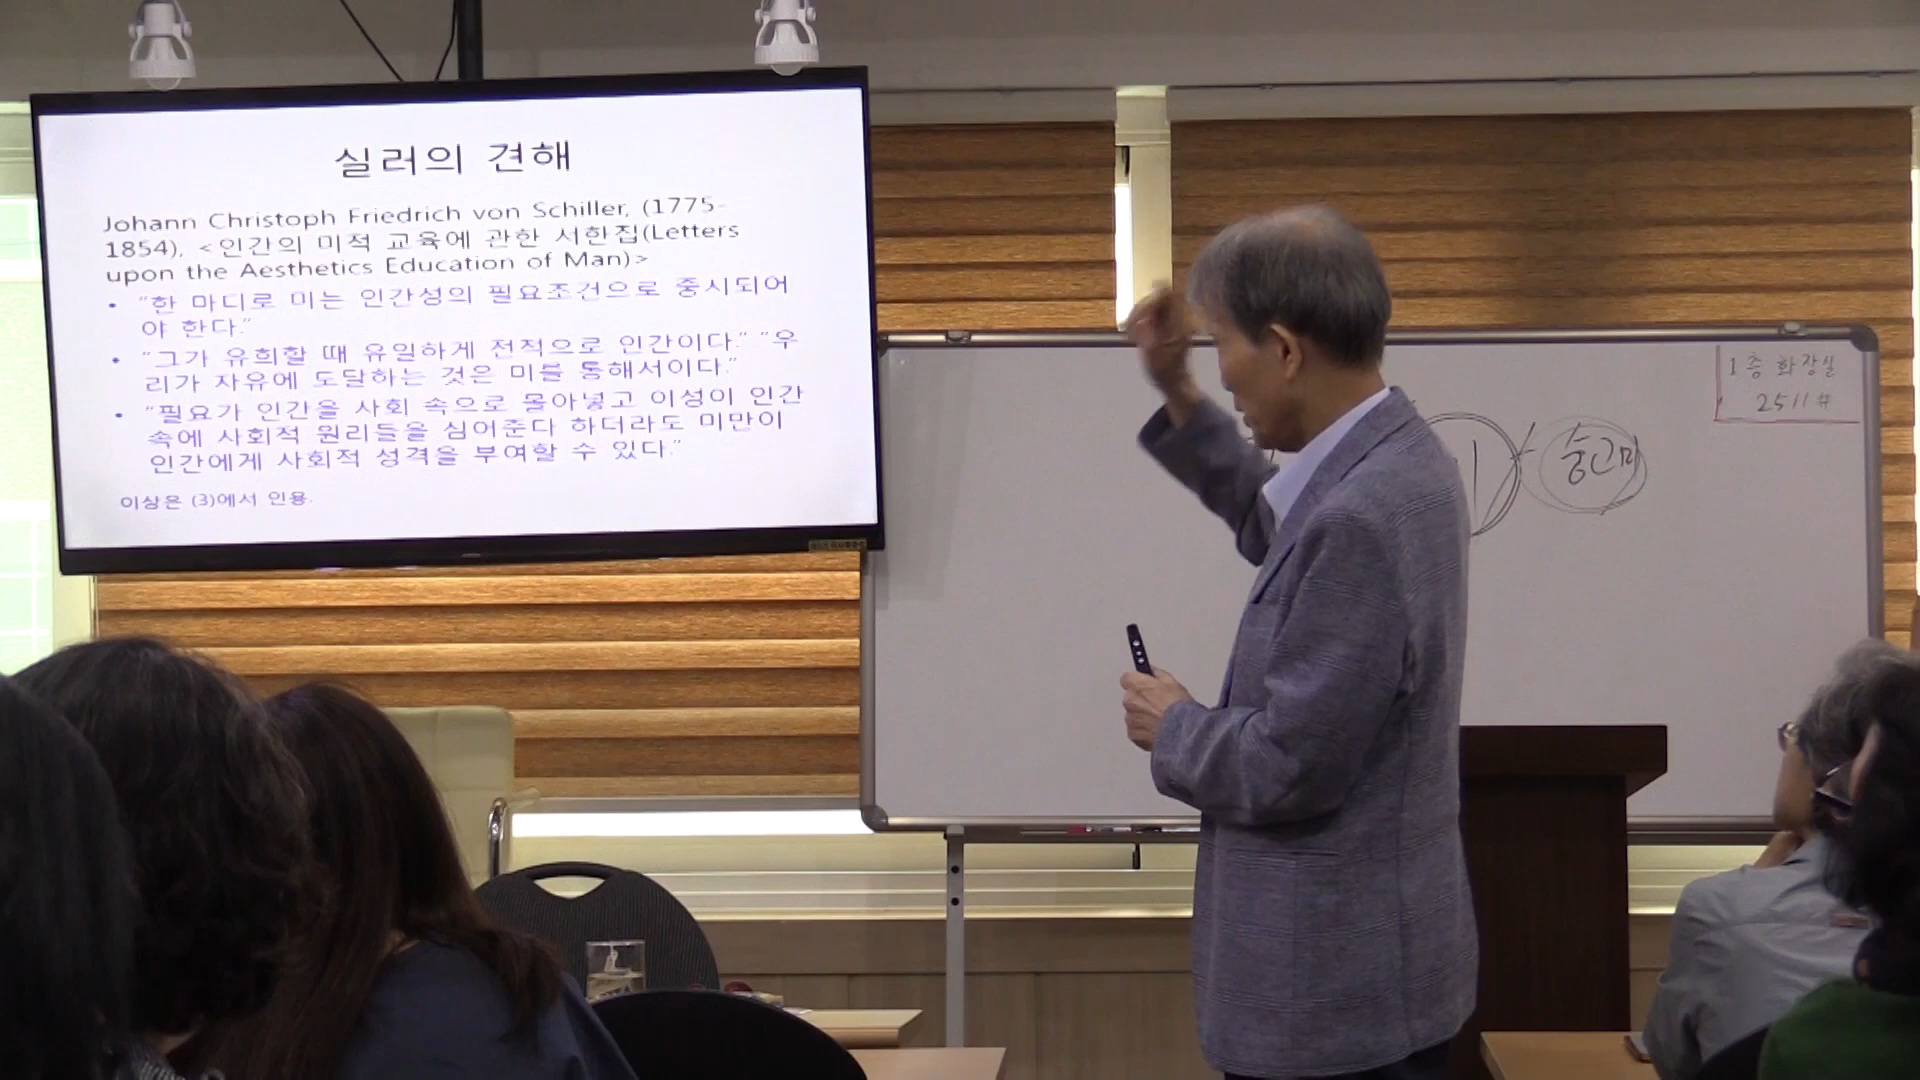 실러의 견해
Johann Christoph Friedrich von Schiller, (1775-
1854), <인간의 미적 교육에 관한 서한집(Letters
upon the Aesthetics Education of Man)>
• "한 마디로 미는 인간성의 필요조건으로 중시되어
야 한다."
• "그가 유희할 때 유일하게 전적으로 인간이다." "우
리가 자유에 도달하는 것은 미를 통해서이다."
• "필요가 인간을 사회 속으로 몰아넣고 이성이 인간
속에 사회적 원리들을 심어준다 하더라도 미만이
인간에게 사회적 성격을 부여할 수 있다."
이상은 (3)에서 인용.
1층 화장실
2511#
숭고미